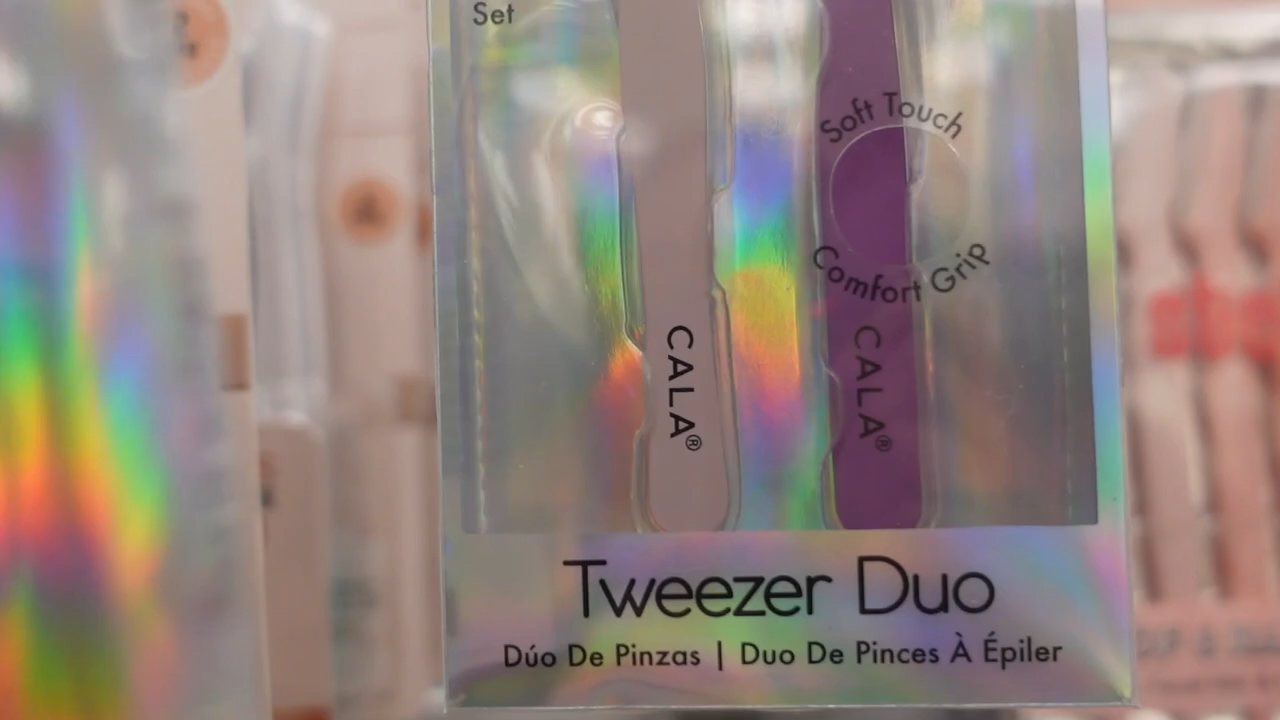 Set
Soft Touch
Comfort Grip
CALA®
CALA®
Tweezer Duo
Dúo De Pinzas | Duo De Pinces À Épiler